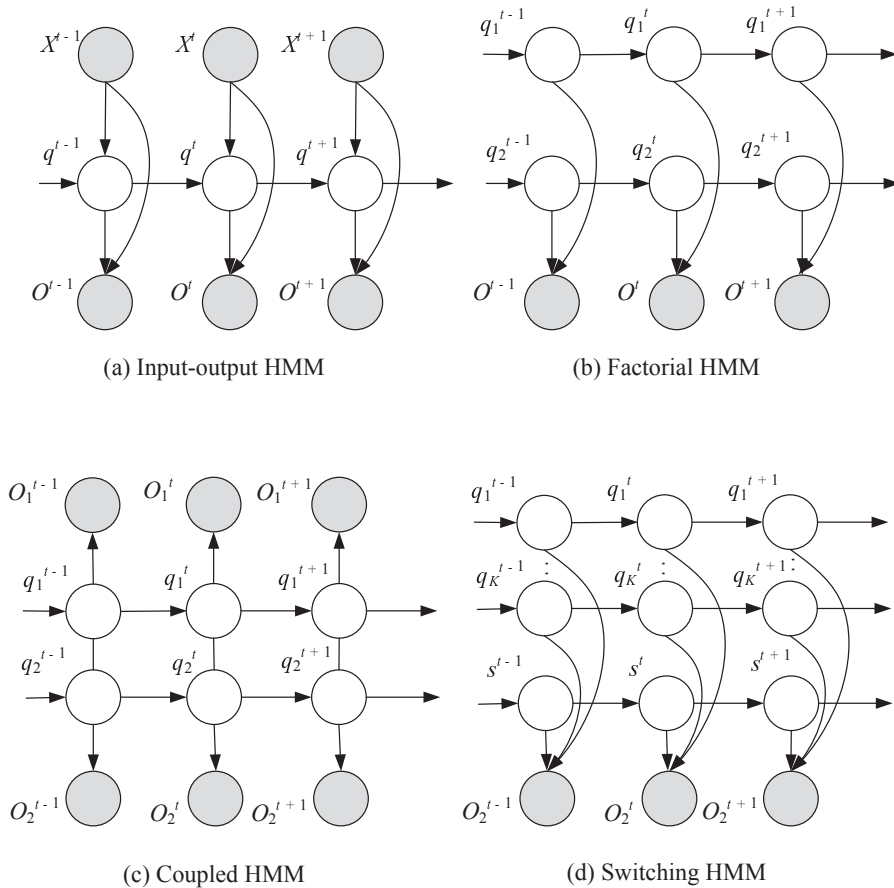 X^{t-1} X^t X^{t+1}
q^{t-1} q^t q^{t+1}
O^{t-1} O^t O^{t+1}
(a) Input-output HMM
q_1^{t-1} q_1^t q_1^{t+1}
q_2^{t-1} q_2^t q_2^{t+1}
O^{t-1} O^t O^{t+1}
(b) Factorial HMM
O_1^{t-1} O_1^t O_1^{t+1}
q_1^{t-1} q_1^t q_1^{t+1}
q_2^{t-1} q_2^t q_2^{t+1}
O_2^{t-1} O_2^t O_2^{t+1}
(c) Coupled HMM
q_1^{t-1} q_1^t q_1^{t+1}
q_K^{t-1} q_K^t q_K^{t+1}
s^{t-1} s^t s^{t+1}
O_2^{t-1} O_2^t O_2^{t+1}
(d) Switching HMM